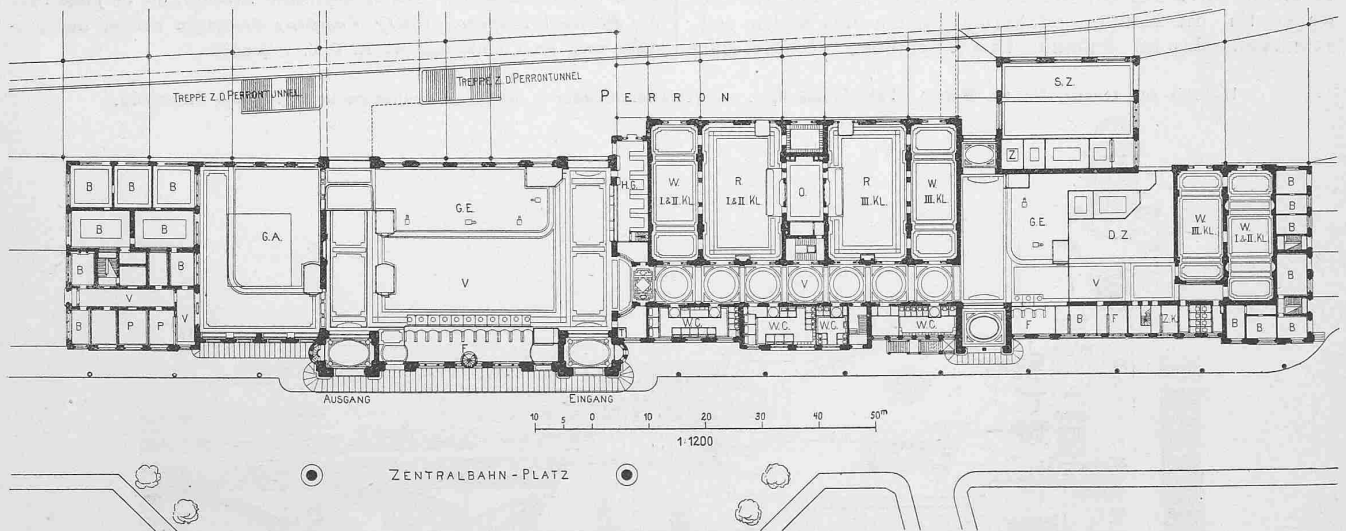 TREPPE Z. D. PERRONTUNNEL
TREPPE Z. D. PERRONTUNNEL
PERRON
S. Z.
Z
B B B
B B
G. A.
G. E.
H. G.
W.
I & II. KL.
R.
I & II. KL.
O.
R
III. KL.
W.
III. KL.
G. E.
D. Z.
W.
III. KL.
W.
I & II. KL.
B
B
B
B B
V
B P P V
V
V
V
B
W. C. W. C. W. C. W. C.
F
F B F Z. K. B B B
AUSGANG
EINGANG
10 5 0 10 20 30 40 50 m
1:1200
ZENTRALBAHN-PLATZ